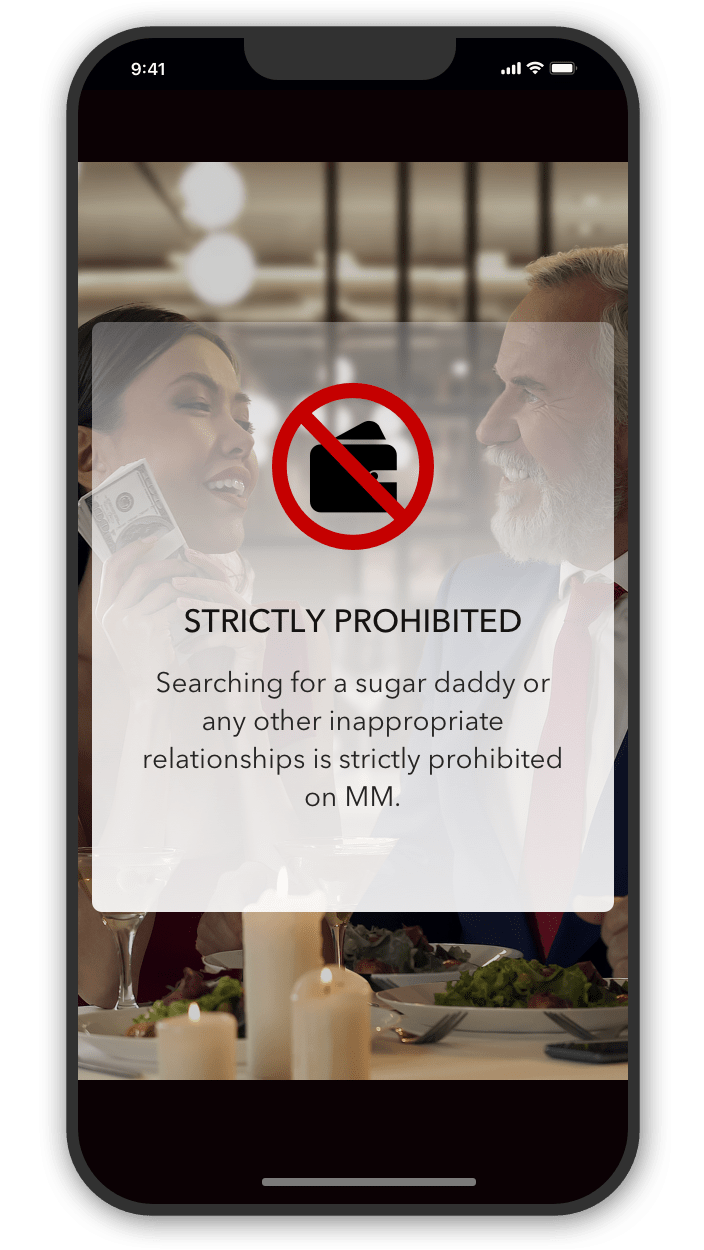 9:41
STRICTLY PROHIBITED
Searching for a sugar daddy or
any other inappropriate
relationships is strictly prohibited
on MM.